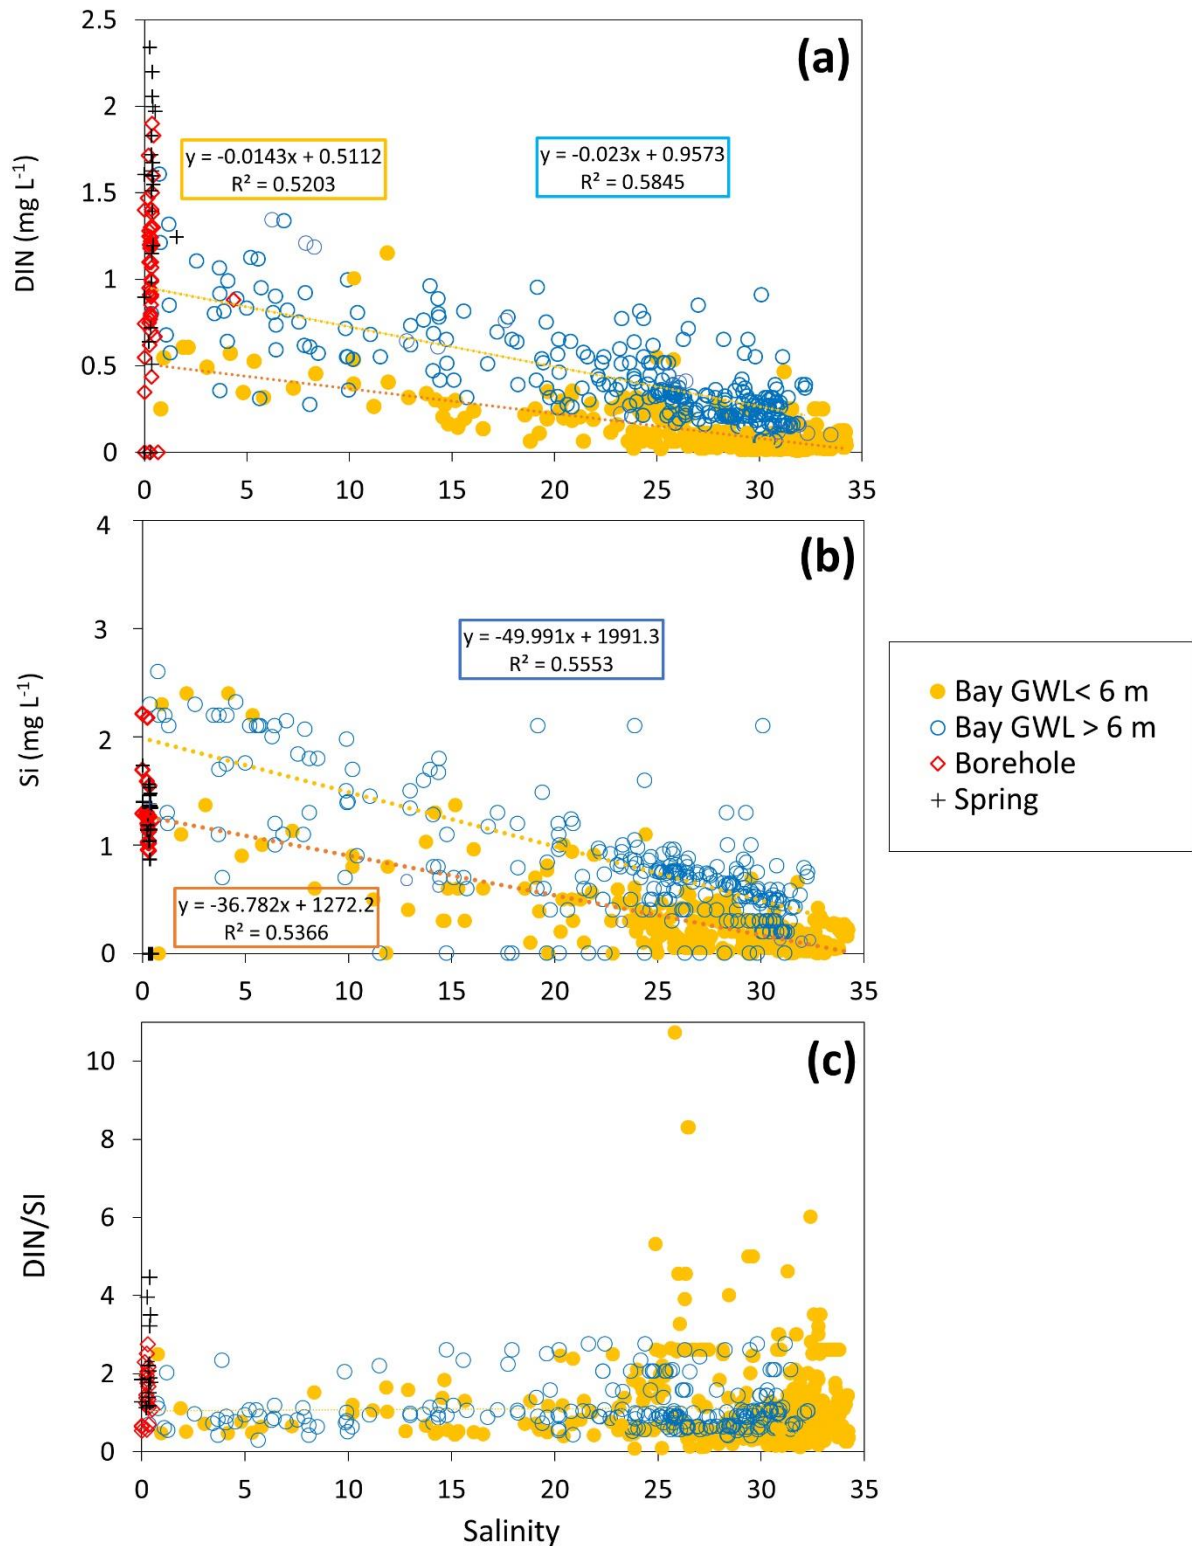 2.5
(a)
2
y = -0.0143x + 0.5112
R² = 0.5203
y = -0.023x + 0.9573
R² = 0.5845
DIN (mg L⁻¹)
1.5
1
0.5
0
0 5 10 15 20 25 30 35
4
(b)
3
y = -49.991x + 1991.3
R² = 0.5553
Si (mg L⁻¹)
2
1
y = -36.782x + 1272.2
R² = 0.5366
0
0 5 10 15 20 25 30 35
Bay GWL< 6 m
Bay GWL > 6 m
Borehole
Spring
(c)
10
8
6
DIN/SI
4
2
0
0 5 10 15 20 25 30 35
Salinity